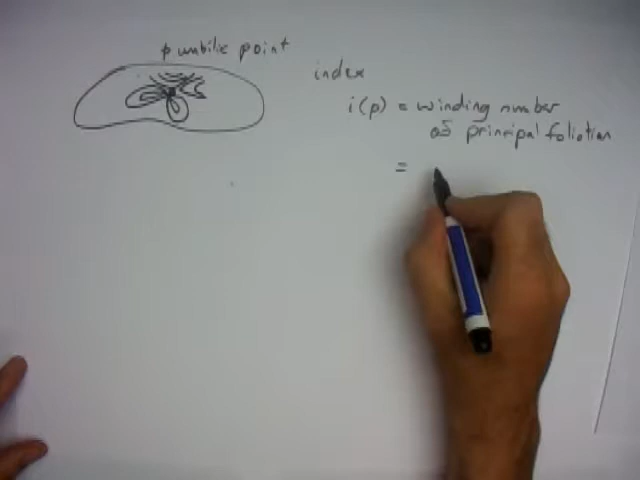 p umbilic point
index
i(p) = winding number
of principal foliation
=